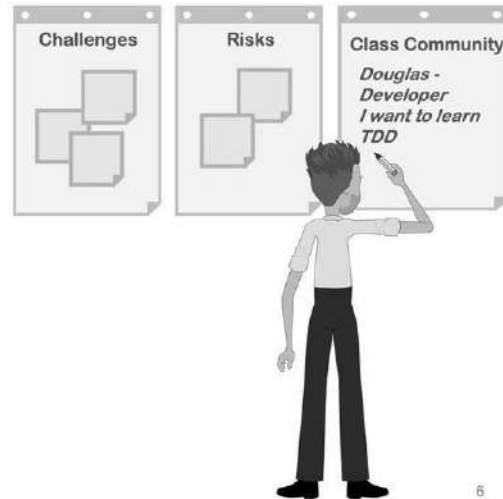 Challenges
Risks
Class Community
Douglas -
Developer
I want to learn
TDD
6